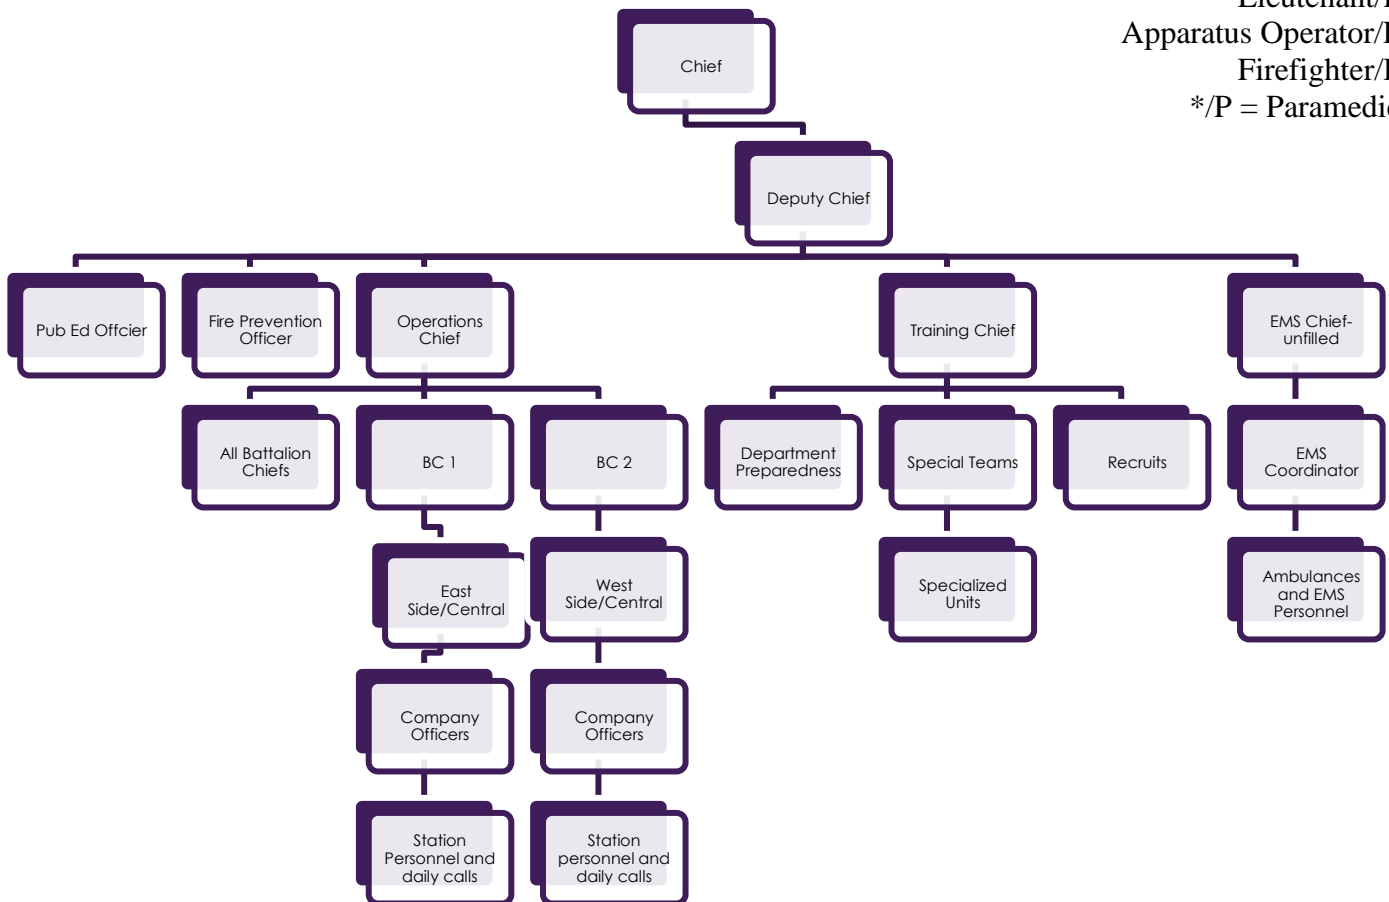 Lieutenant/P
Apparatus Operator/P
Firefighter/P
*/P = Paramedic
Chief
Deputy Chief
Pub Ed Offcier
Fire Prevention
Officer
Operations
Chief
Training Chief
EMS Chief-
unfilled
All Battalion
Chiefs
BC 1
BC 2
Department
Preparedness
Special Teams
Recruits
EMS
Coordinator
East
Side/Central
West
Side/Central
Specialized
Units
Ambulances
and EMS
Personnel
Company
Officers
Company
Officers
Station
Personnel and
daily calls
Station
personnel and
daily calls